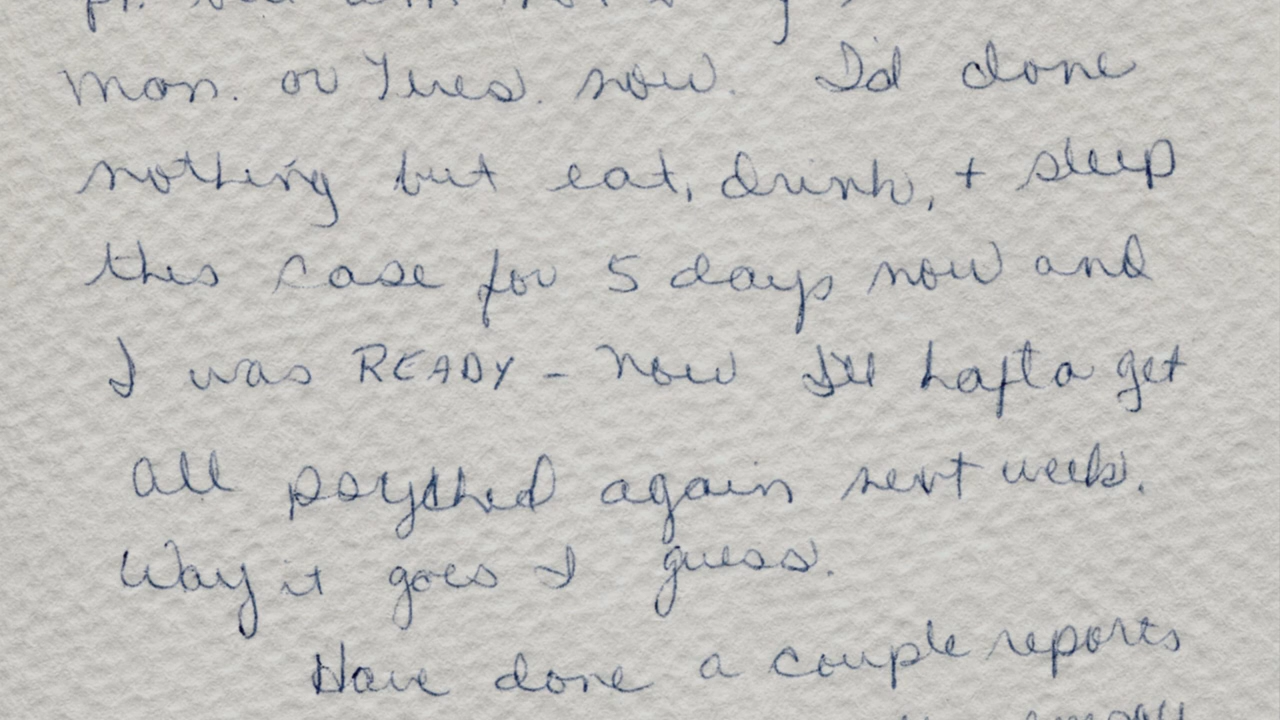 Mon. or Tues. now. I'd done
nothing but eat, drink, + sleep
this case for 5 days now and
I was READY - Now I'll hafta get
all psyched again next week.
Way it goes I guess.
Have done a couple reports